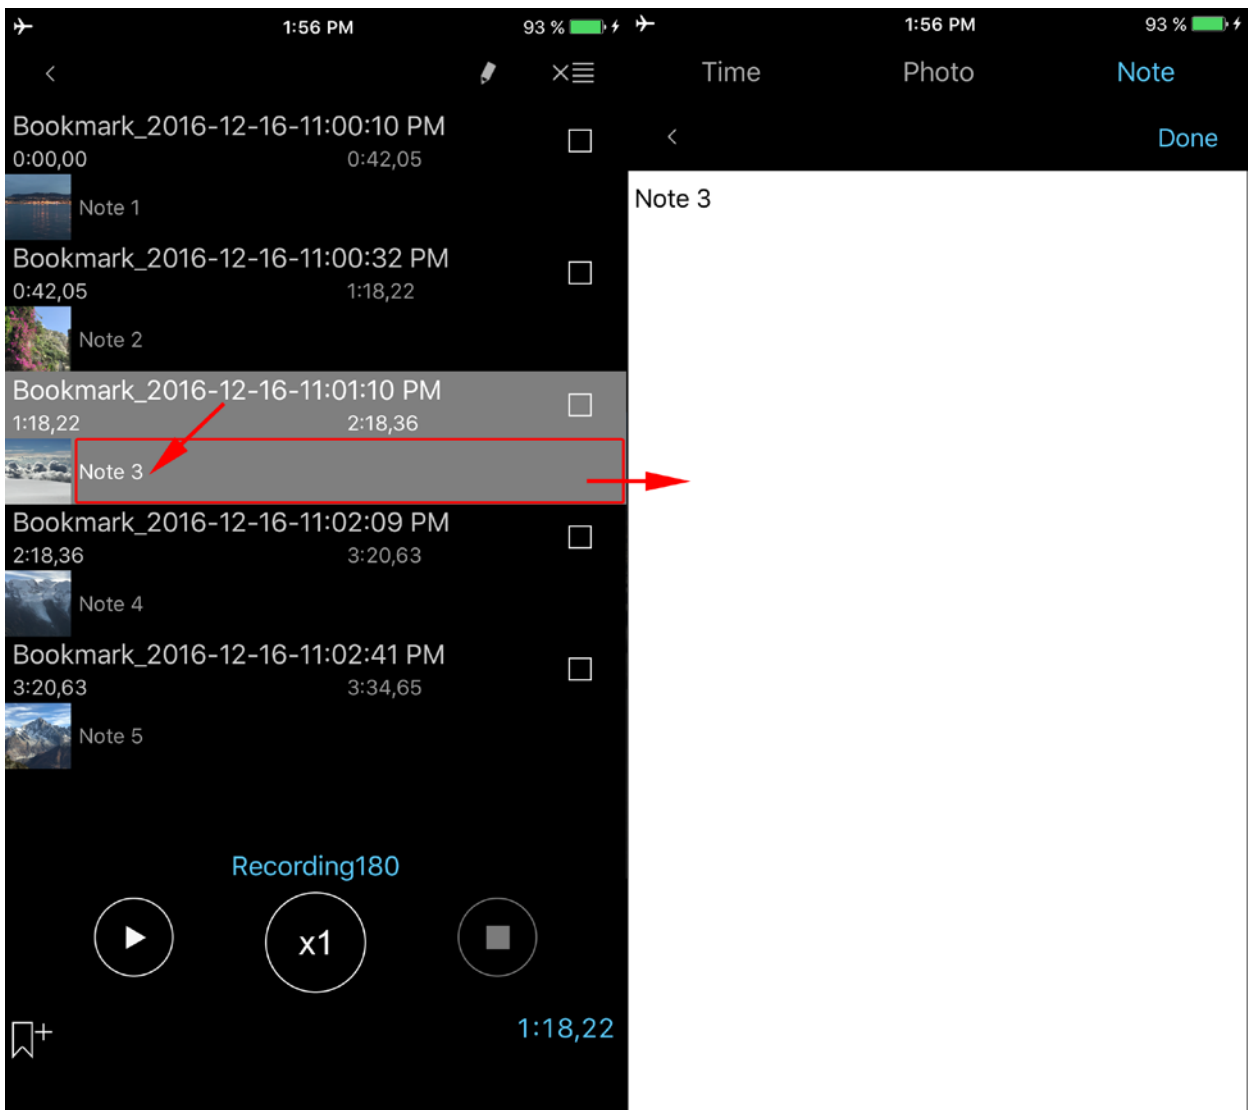 1:56 PM
93 %
Bookmark_2016-12-16-11:00:10 PM
0:00,00 0:42,05
Note 1
Bookmark_2016-12-16-11:00:32 PM
0:42,05 1:18,22
Note 2
Bookmark_2016-12-16-11:01:10 PM
1:18,22 2:18,36
Note 3
Bookmark_2016-12-16-11:02:09 PM
2:18,36 3:20,63
Note 4
Bookmark_2016-12-16-11:02:41 PM
3:20,63 3:34,65
Note 5
Recording180
x1
1:18,22
1:56 PM
93 %
Time Photo Note
Done
Note 3